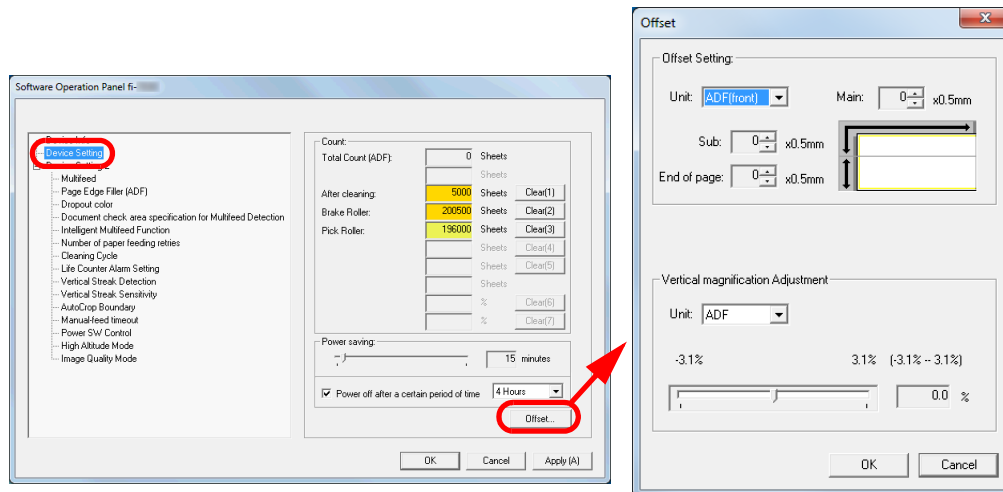 Software Operation Panel fi-
Device Setting
Multifeed
Page Edge Filler (ADF)
Dropout color
Document check area specification for Multifeed Detection
Intelligent Multifeed Function
Number of paper feeding retries
Cleaning Cycle
Life Counter Alarm Setting
Vertical Streak Detection
Vertical Streak Sensitivity
AutoCrop Boundary
Manual-feed timeout
Power SW Control
High Altitude Mode
Image Quality Mode
Count:
Total Count (ADF): 0 Sheets
Sheets
After cleaning: 5000 Sheets Clear(1)
Brake Roller: 200500 Sheets Clear(2)
Pick Roller: 196000 Sheets Clear(3)
Sheets Clear(4)
Sheets Clear(5)
Sheets
% Clear(6)
% Clear(7)
Power saving:
15 minutes
Power off after a certain period of time 4 Hours
Offset...
OK Cancel Apply (A)
Offset
Offset Setting:
Unit: ADF(front) Main: 0 x0.5mm
Sub: 0 x0.5mm
End of page: 0 x0.5mm
Vertical magnification Adjustment
Unit: ADF
-3.1% 3.1% (-3.1% -- 3.1%)
0.0 %
OK Cancel